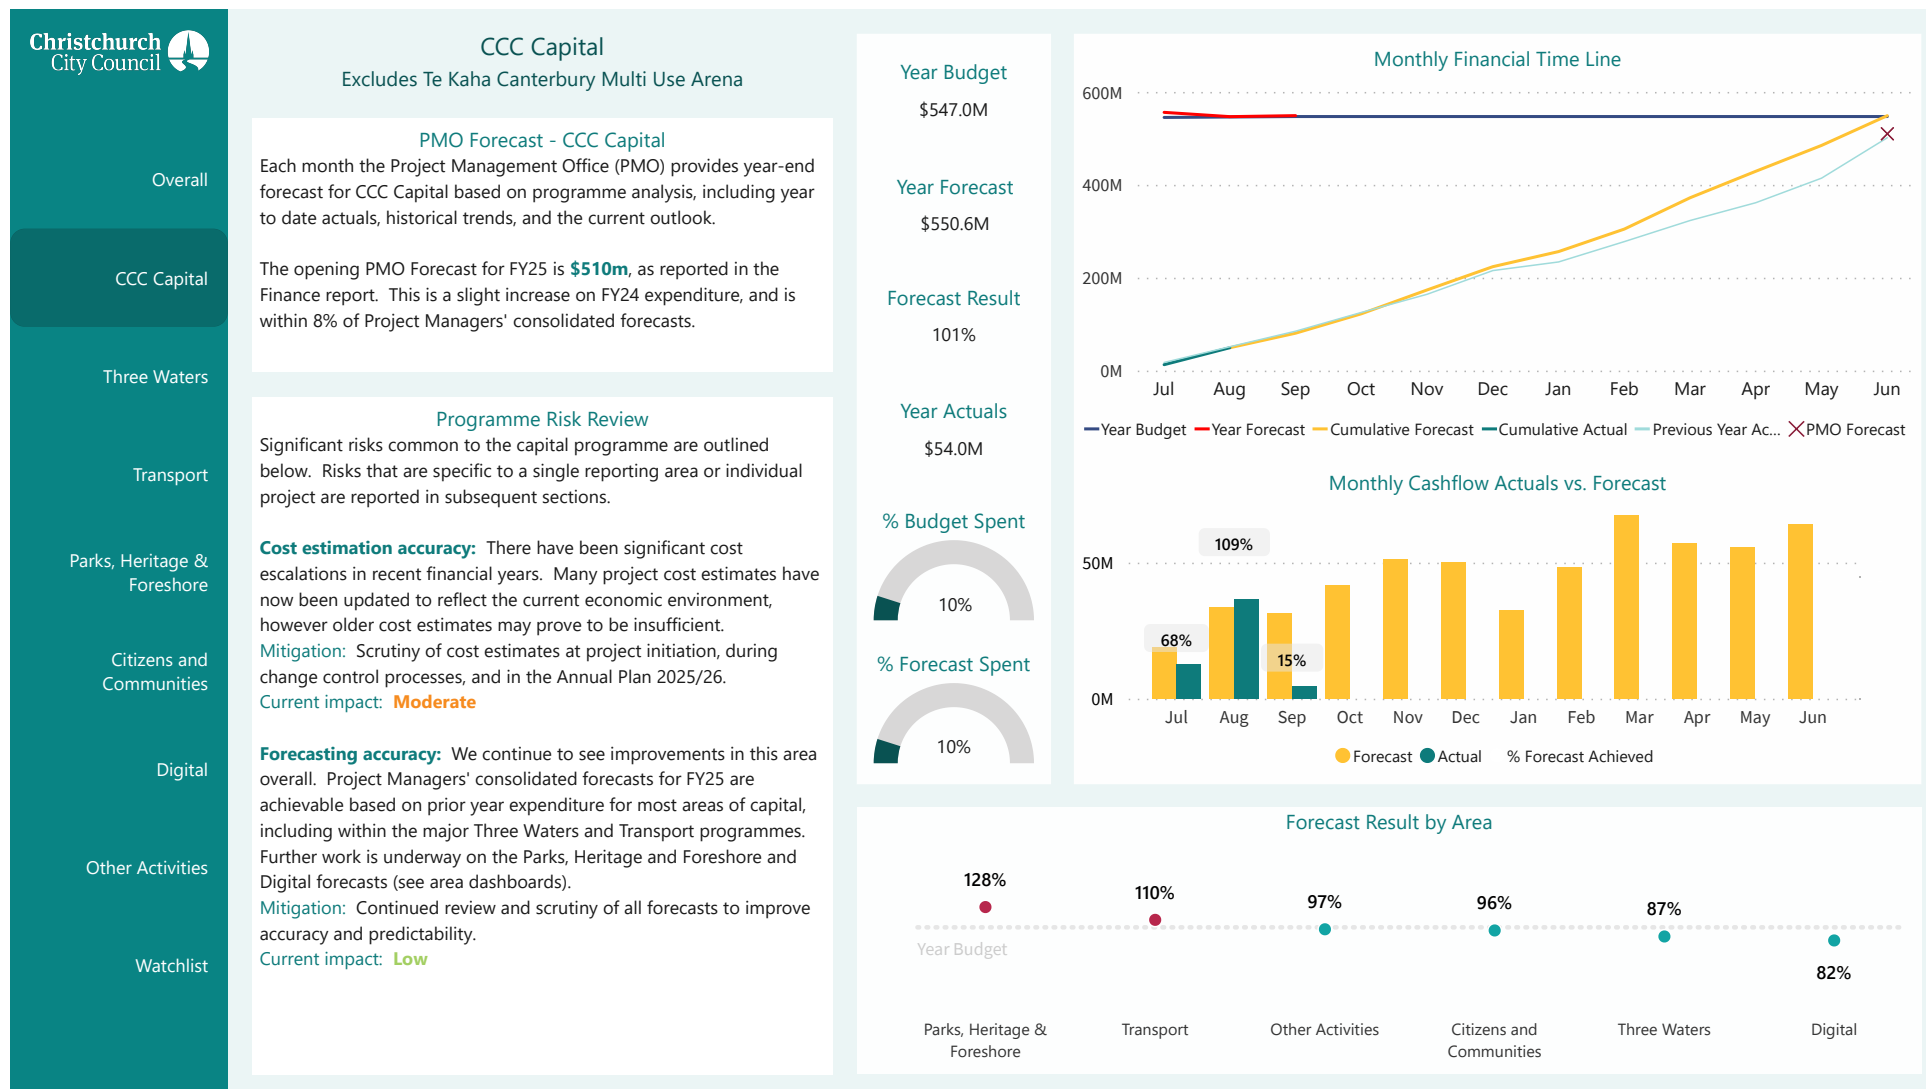 Christchurch
City Council
Overall
CCC Capital
Three Waters
Transport
Parks, Heritage &
Foreshore
Citizens and
Communities
Digital
Other Activities
Watchlist
CCC Capital
Excludes Te Kaha Canterbury Multi Use Arena
PMO Forecast - CCC Capital
Each month the Project Management Office (PMO) provides year-end
forecast for CCC Capital based on programme analysis, including year
to date actuals, historical trends, and the current outlook.
The opening PMO Forecast for FY25 is $510m, as reported in the
Finance report.  This is a slight increase on FY24 expenditure, and is
within 8% of Project Managers' consolidated forecasts.
Programme Risk Review
Significant risks common to the capital programme are outlined
below.  Risks that are specific to a single reporting area or individual
project are reported in subsequent sections.
Cost estimation accuracy:  There have been significant cost
escalations in recent financial years.  Many project cost estimates have
now been updated to reflect the current economic environment,
however older cost estimates may prove to be insufficient.
Mitigation:  Scrutiny of cost estimates at project initiation, during
change control processes, and in the Annual Plan 2025/26.
Current impact:  Moderate
Forecasting accuracy:  We continue to see improvements in this area
overall.  Project Managers' consolidated forecasts for FY25 are
achievable based on prior year expenditure for most areas of capital,
including within the major Three Waters and Transport programmes.
Further work is underway on the Parks, Heritage and Foreshore and
Digital forecasts (see area dashboards).
Mitigation:  Continued review and scrutiny of all forecasts to improve
accuracy and predictability.
Current impact:  Low
Year Budget
$547.0M
Year Forecast
$550.6M
Forecast Result
101%
Year Actuals
$54.0M
% Budget Spent
10%
% Forecast Spent
10%
Monthly Financial Time Line
600M
400M
200M
0M
Jul Aug Sep Oct Nov Dec Jan Feb Mar Apr May Jun
Year Budget Year Forecast Cumulative Forecast Cumulative Actual Previous Year Ac... PMO Forecast
Monthly Cashflow Actuals vs. Forecast
109%
50M
68%
15%
0M
Jul Aug Sep Oct Nov Dec Jan Feb Mar Apr May Jun
Forecast Actual % Forecast Achieved
Forecast Result by Area
128% 110% 97% 96% 87%
Year Budget
82%
Parks, Heritage & Transport Other Activities Citizens and Three Waters Digital
Foreshore Communities